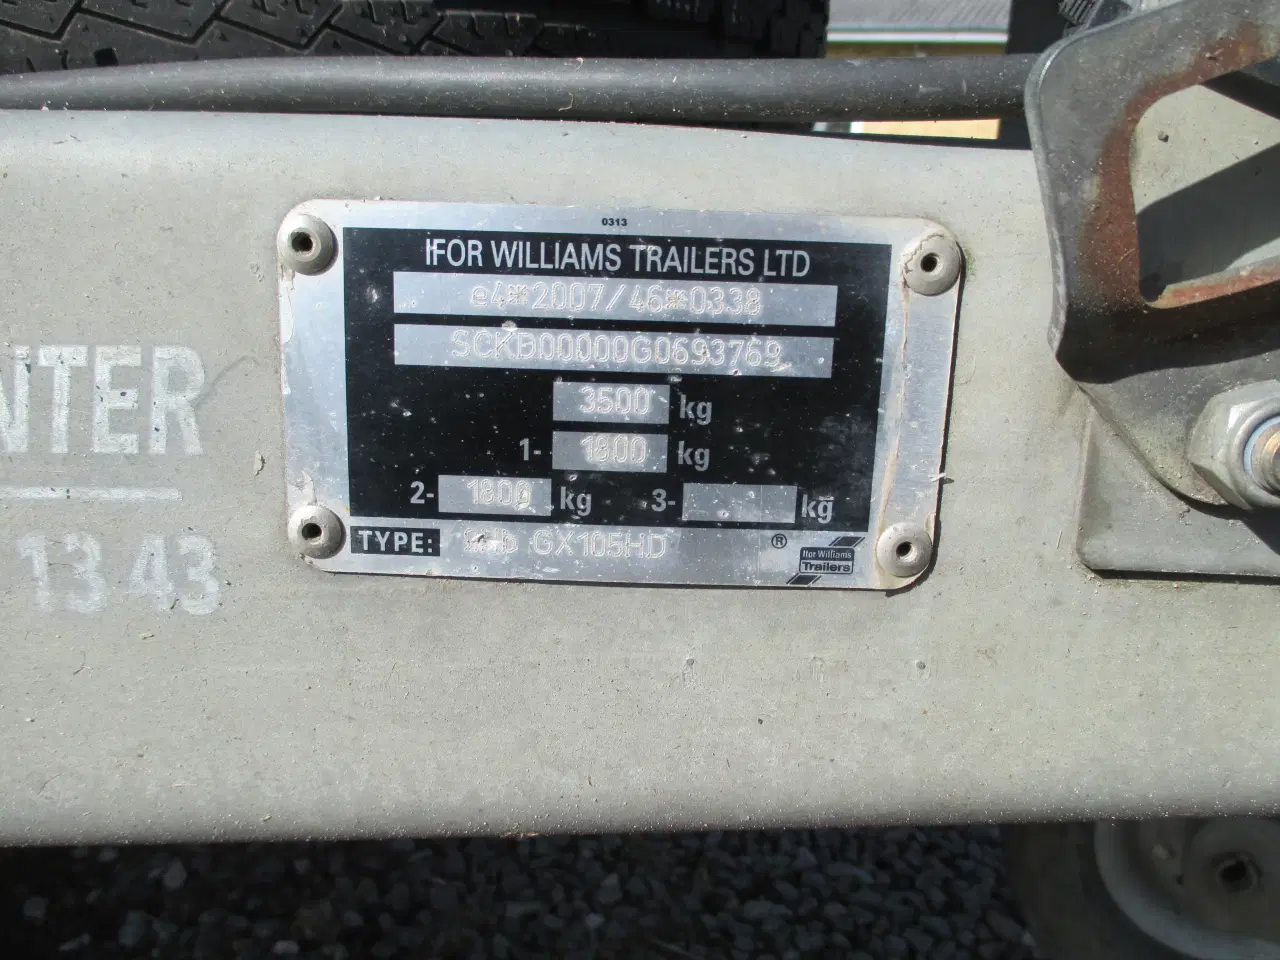 0313
IFOR WILLIAMS TRAILERS LTD
e4*2007/46*0338
SCKD00000G0693769
3500 kg
1- 1800 kg
2- 1800 kg 3- kg
TYPE: GX105HD
®
Ifor Williams
Trailers
13 43